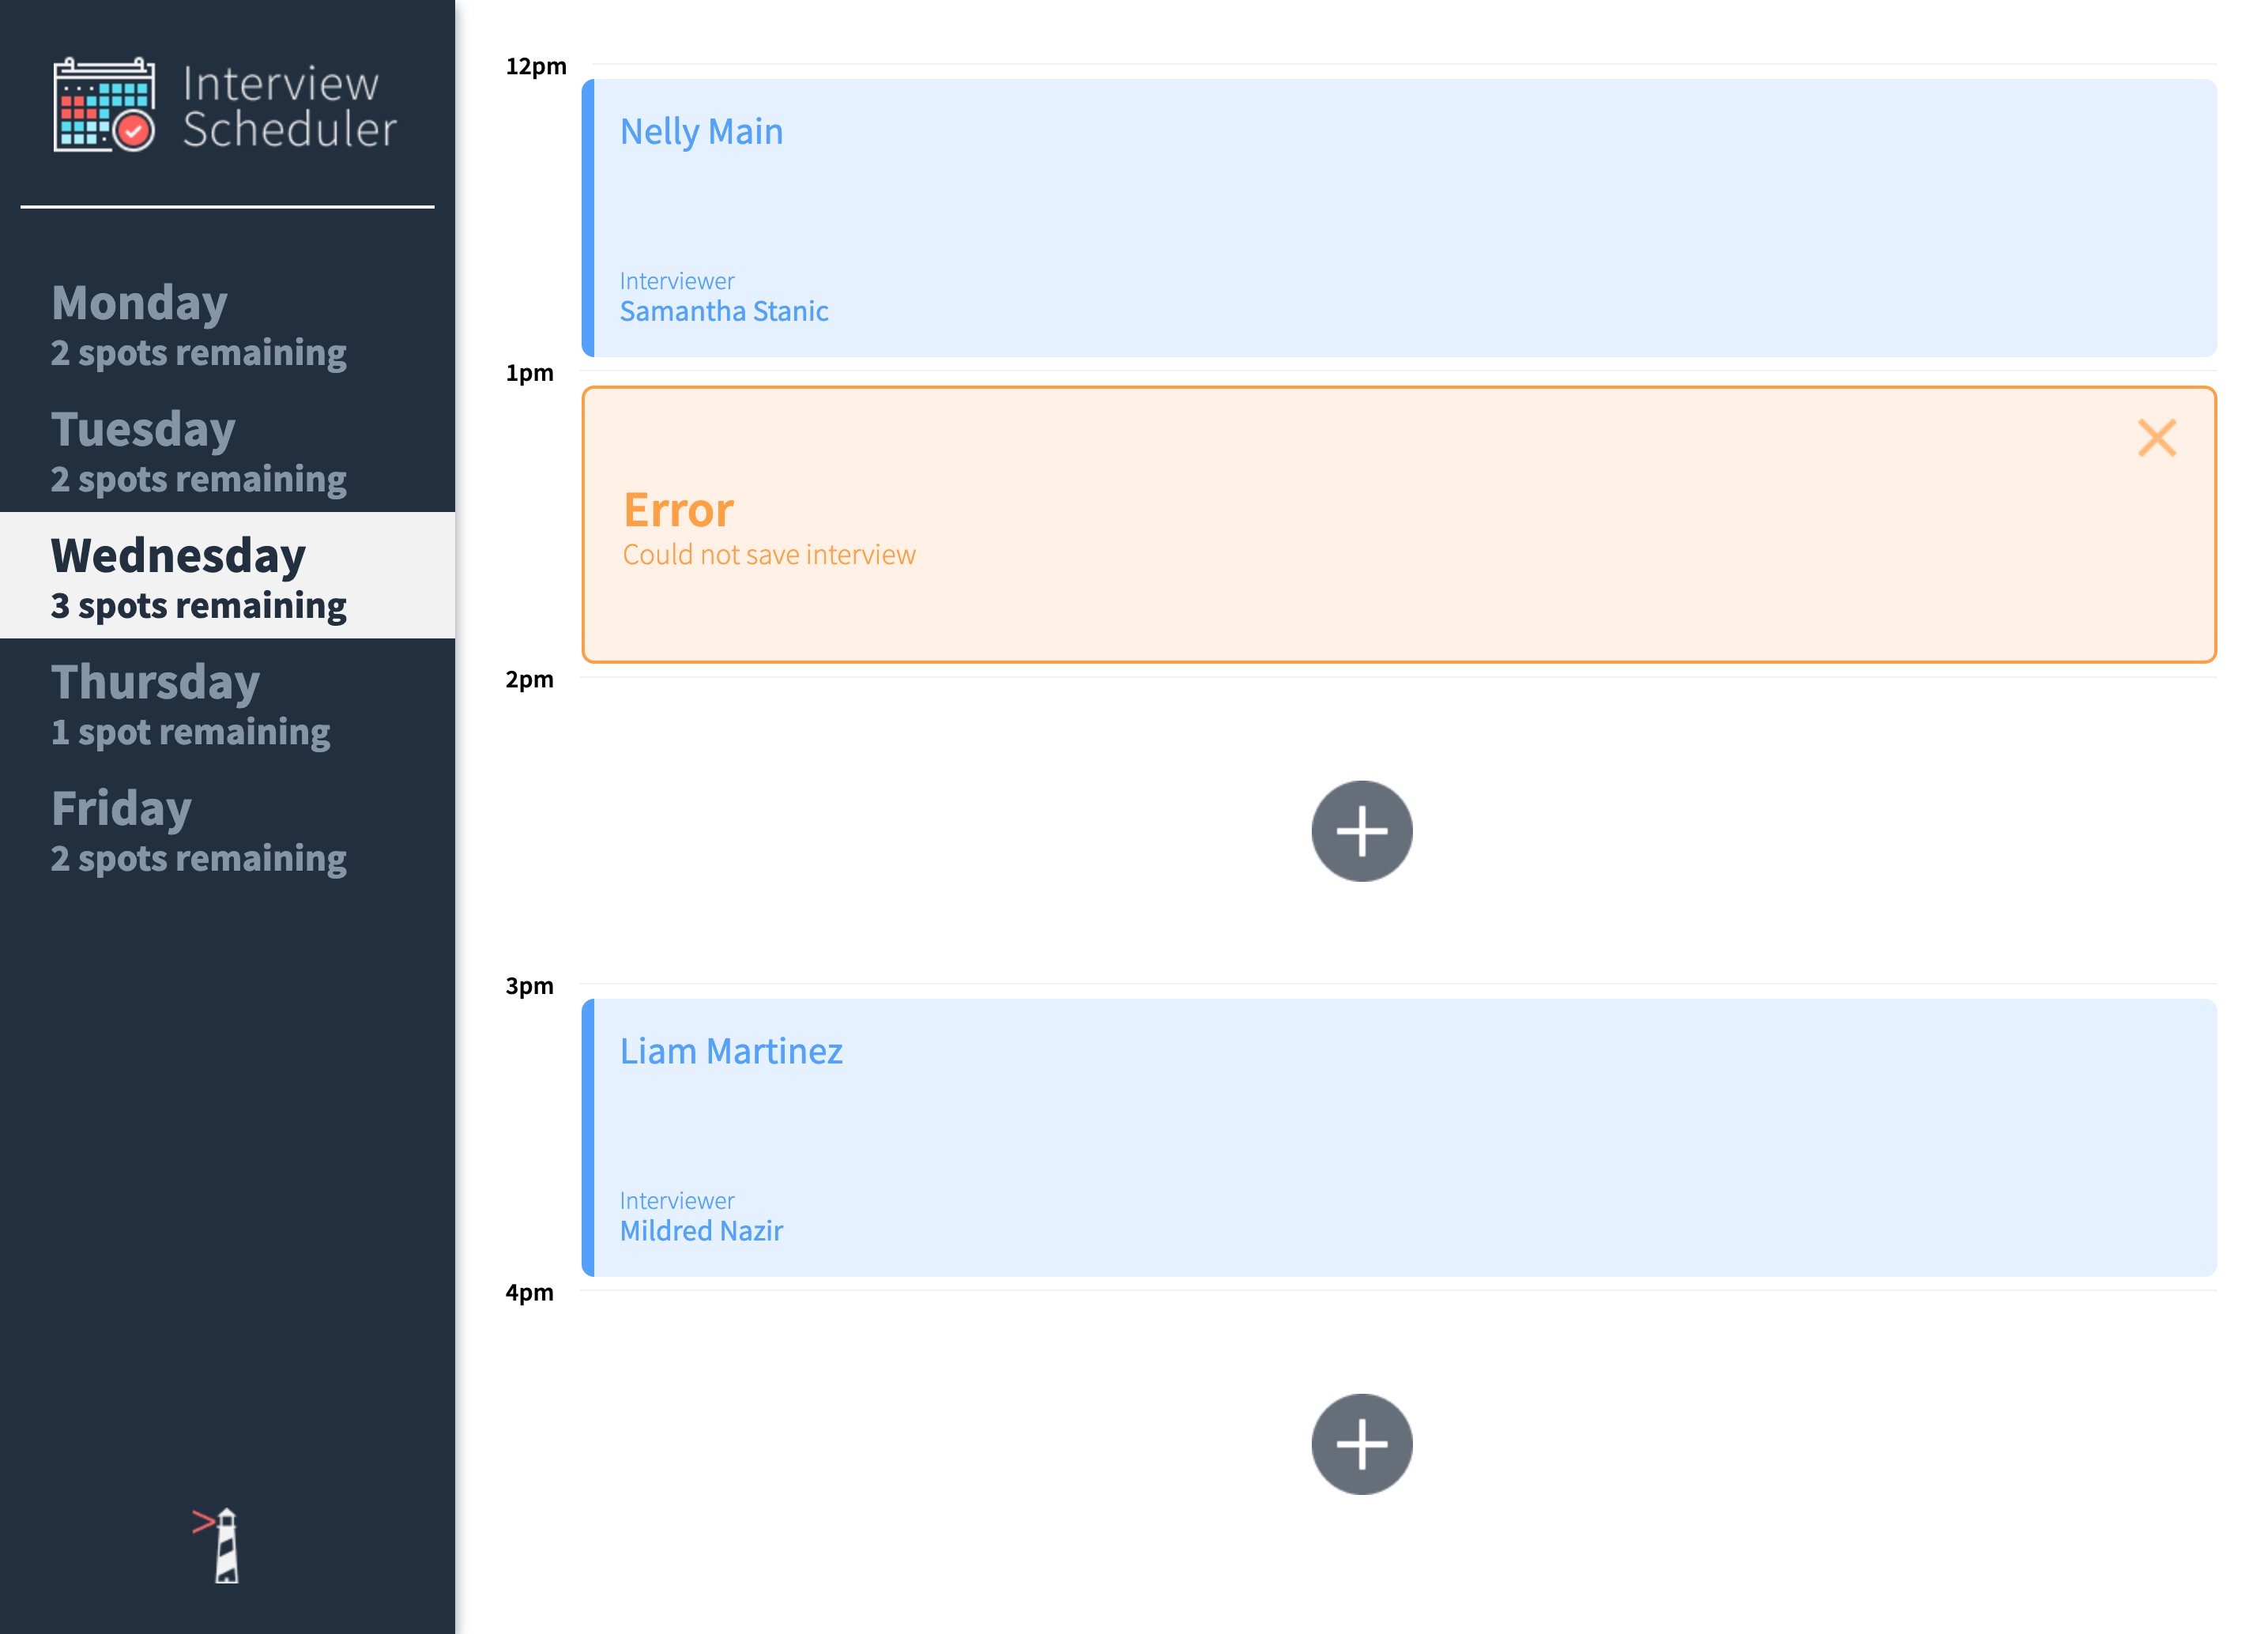 Interview
Scheduler
Monday
2 spots remaining
Tuesday
2 spots remaining
Wednesday
3 spots remaining
Thursday
1 spot remaining
Friday
2 spots remaining
12pm
Nelly Main
Interviewer
Samantha Stanic
1pm
Error
Could not save interview
2pm
3pm
Liam Martinez
Interviewer
Mildred Nazir
4pm